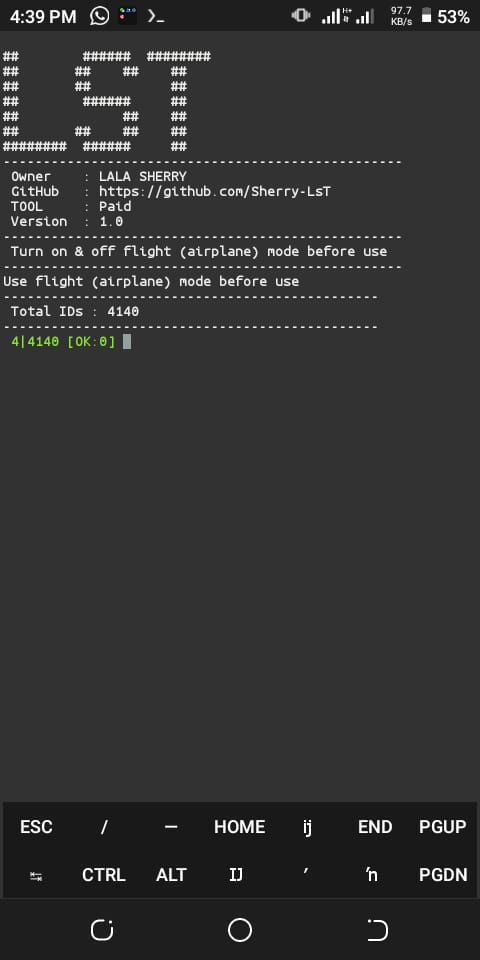 4:39 PM H+ 97.7 KB/s 53%
##        ######  ########
##       ##    ##    ##
##       ##          ##
##        ######     ##
##             ##    ##
##       ##    ##    ##
########  ######     ##
--------------------------------------------------
Owner : LALA SHERRY
GitHub : https://github.com/Sherry-LsT
TOOL : Paid
Version : 1.0
--------------------------------------------------
Turn on & off flight (airplane) mode before use
--------------------------------------------------
Use flight (airplane) mode before use
-----------------------------------------------
Total IDs : 4140
-----------------------------------------------
4|4140 [OK:0]
ESC / — HOME ij END PGUP
↹ CTRL ALT IJ ′ ŉ PGDN